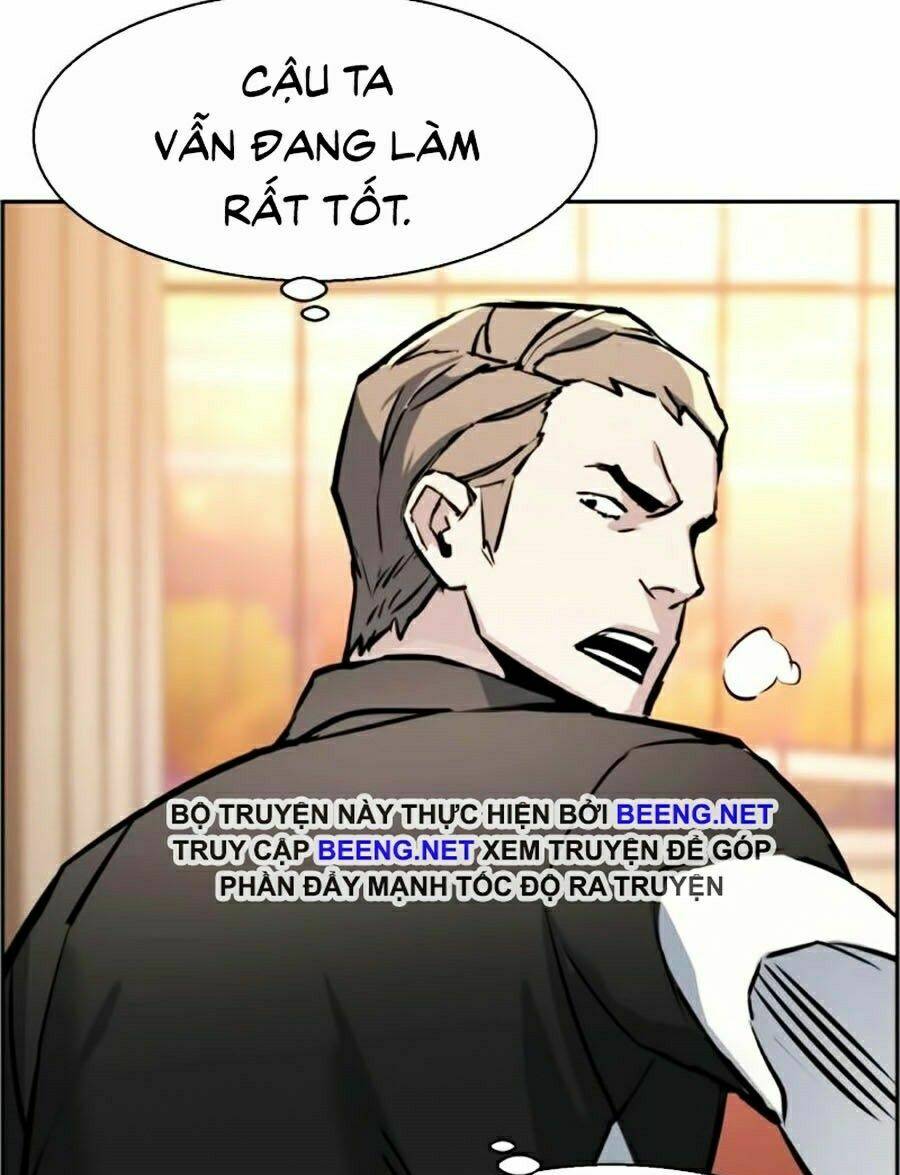 CẬU TA
VẪN ĐANG LÀM
RẤT TỐT.
BỘ TRUYỆN NÀY THỰC HIỆN BỞI BEENG.NET
TRUY CẬP BEENG.NET XEM TRUYỆN ĐỂ GÓP
PHẦN ĐẨY MẠNH TỐC ĐỘ RA TRUYỆN